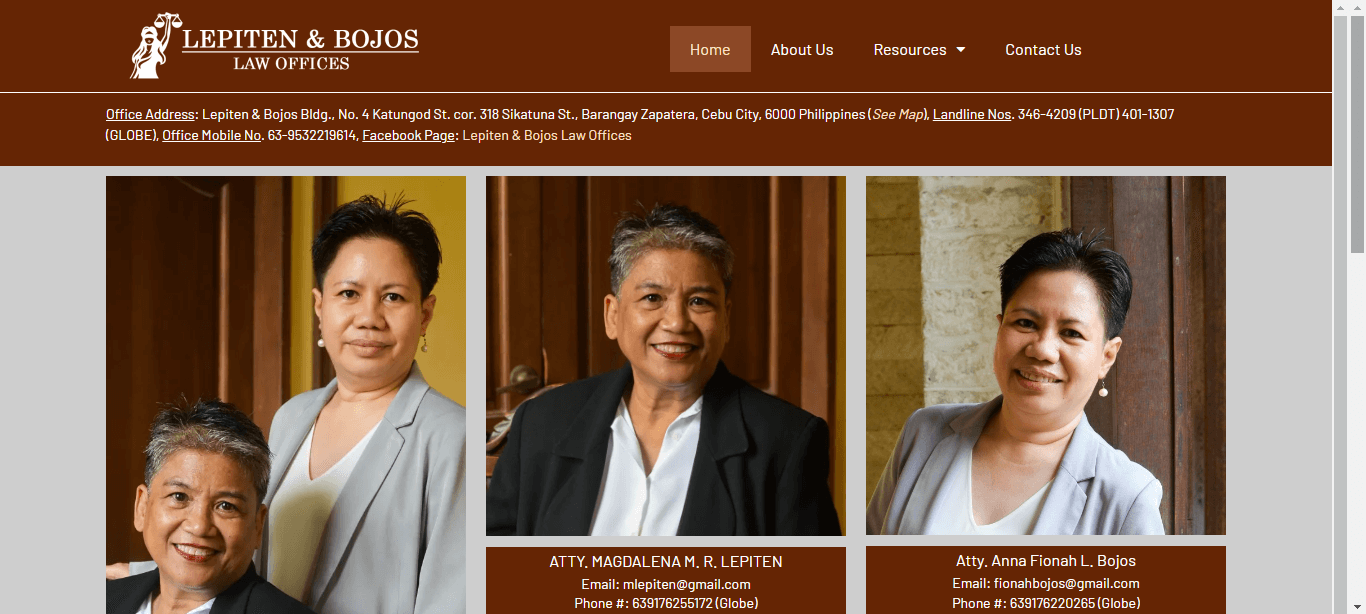 LEPITEN & BOJOS
LAW OFFICES
Home
About Us
Resources
Contact Us
Office Address: Lepiten & Bojos Bldg., No. 4 Katungod St. cor. 318 Sikatuna St., Barangay Zapatera, Cebu City, 6000 Philippines (See Map), Landline Nos. 346-4209 (PLDT) 401-1307
(GLOBE), Office Mobile No. 63-9532219614, Facebook Page: Lepiten & Bojos Law Offices
ATTY. MAGDALENA M. R. LEPITEN
Email: mlepiten@gmail.com
Phone #: 639176255172 (Globe)
Atty. Anna Fionah L. Bojos
Email: fionahbojos@gmail.com
Phone #: 639176220265 (Globe)